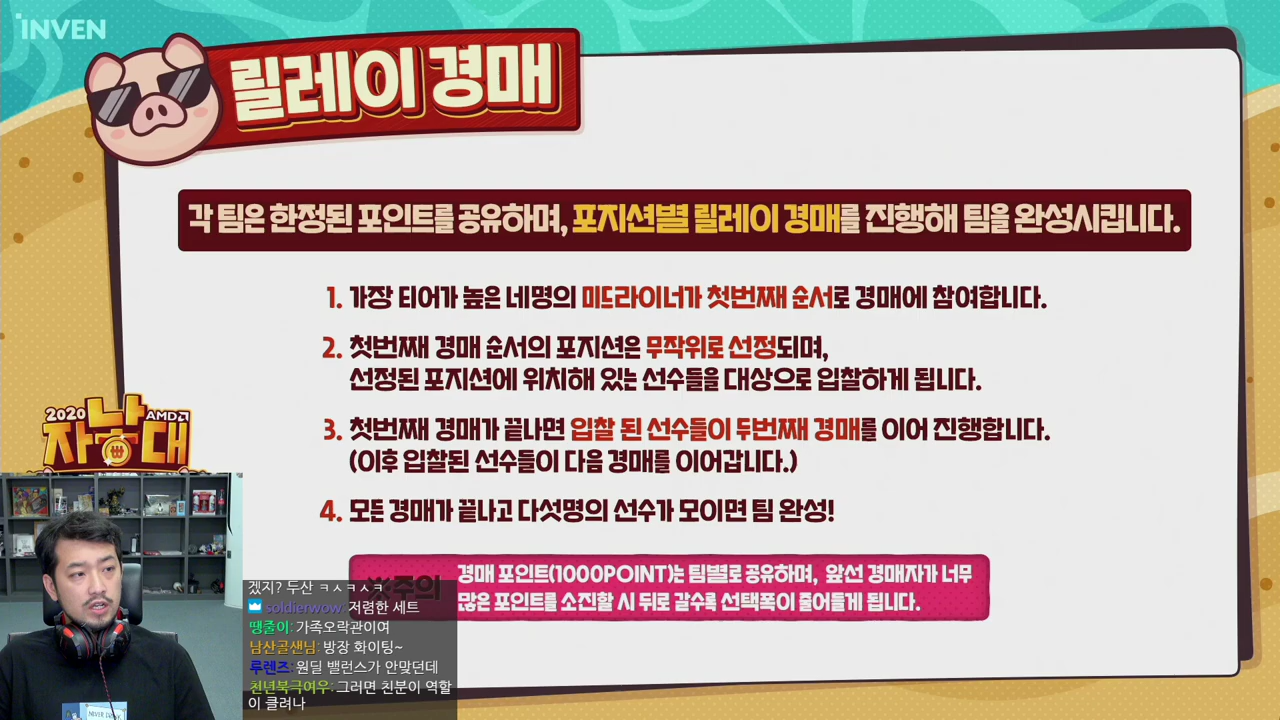 INVEN
릴레이 경매
각 팀은 한정된 포인트를 공유하며, 포지션별 릴레이 경매를 진행해 팀을 완성시킵니다.
1. 가장 티어가 높은 네명의 미드라이너가 첫번째 순서로 경매에 참여합니다.
2. 첫번째 경매 순서의 포지션은 무작위로 선정되며,
선정된 포지션에 위치해 있는 선수들을 대상으로 입찰하게 됩니다.
3. 첫번째 경매가 끝나면 입찰 된 선수들이 두번째 경매를 이어 진행합니다.
(이후 입찰된 선수들이 다음 경매를 이어갑니다.)
4. 모든 경매가 끝나고 다섯명의 선수가 모이면 팀 완성!
※주의
경매 포인트(1000POINT)는 팀별로 공유하며, 앞선 경매자가 너무
많은 포인트를 소진할 시 뒤로 갈수록 선택폭이 줄어들게 됩니다.
2020 자낳대 AMD
겠지? 두산 ㅋㅅㅋㅅㅋ
soldierwow: 저렴한 세트
땡줄이: 가족오락관이여
남산골샌님: 방장 화이팅~
루렌즈: 원딜 밸런스가 안맞던데
천년북극여우: 그러면 친분이 역할
이 클려나